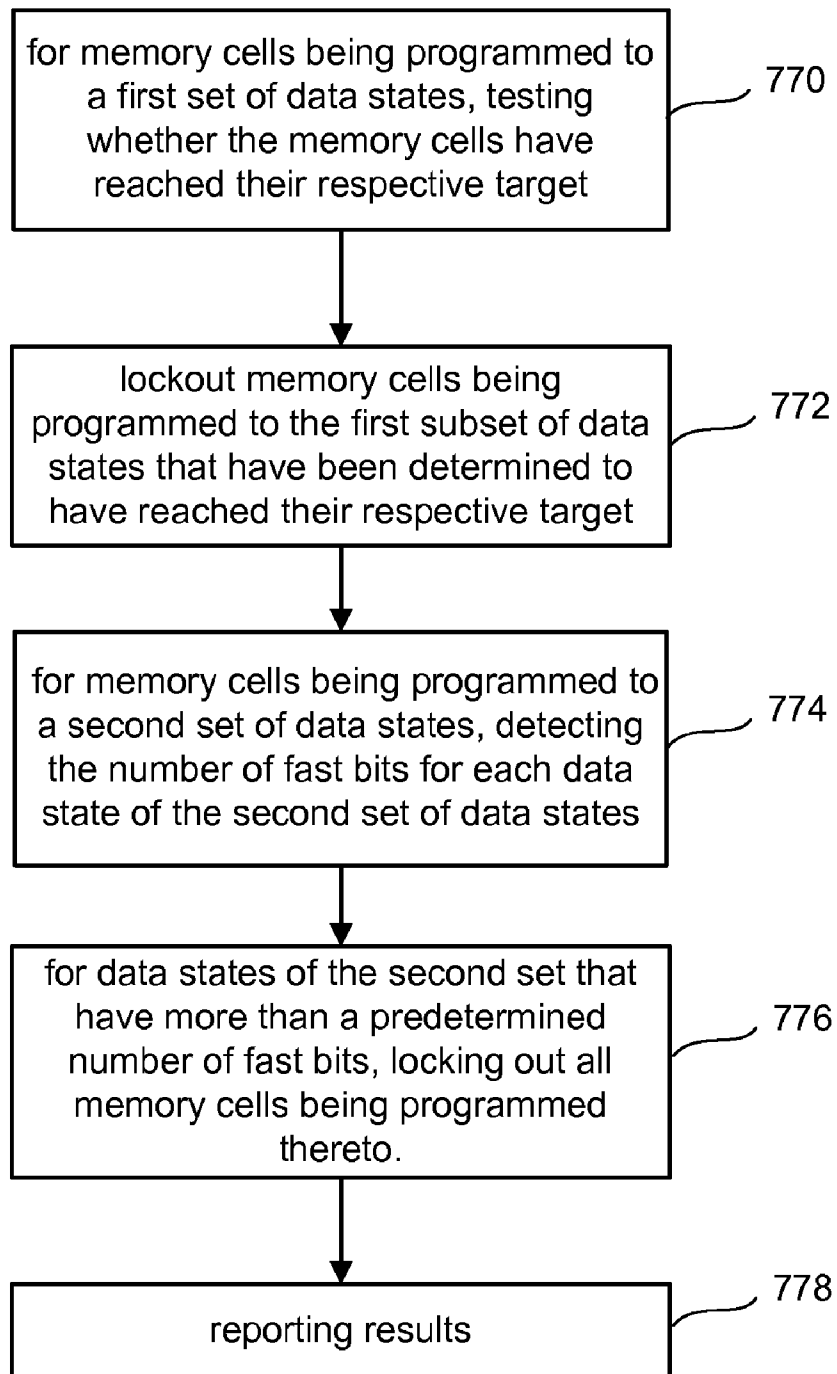 for memory cells being programmed to
a first set of data states, testing
whether the memory cells have
reached their respective target
770
lockout memory cells being
programmed to the first subset of data
states that have been determined to
have reached their respective target
772
for memory cells being programmed to
a second set of data states, detecting
the number of fast bits for each data
state of the second set of data states
774
for data states of the second set that
have more than a predetermined
number of fast bits, locking out all
memory cells being programmed
thereto.
776
reporting results
778